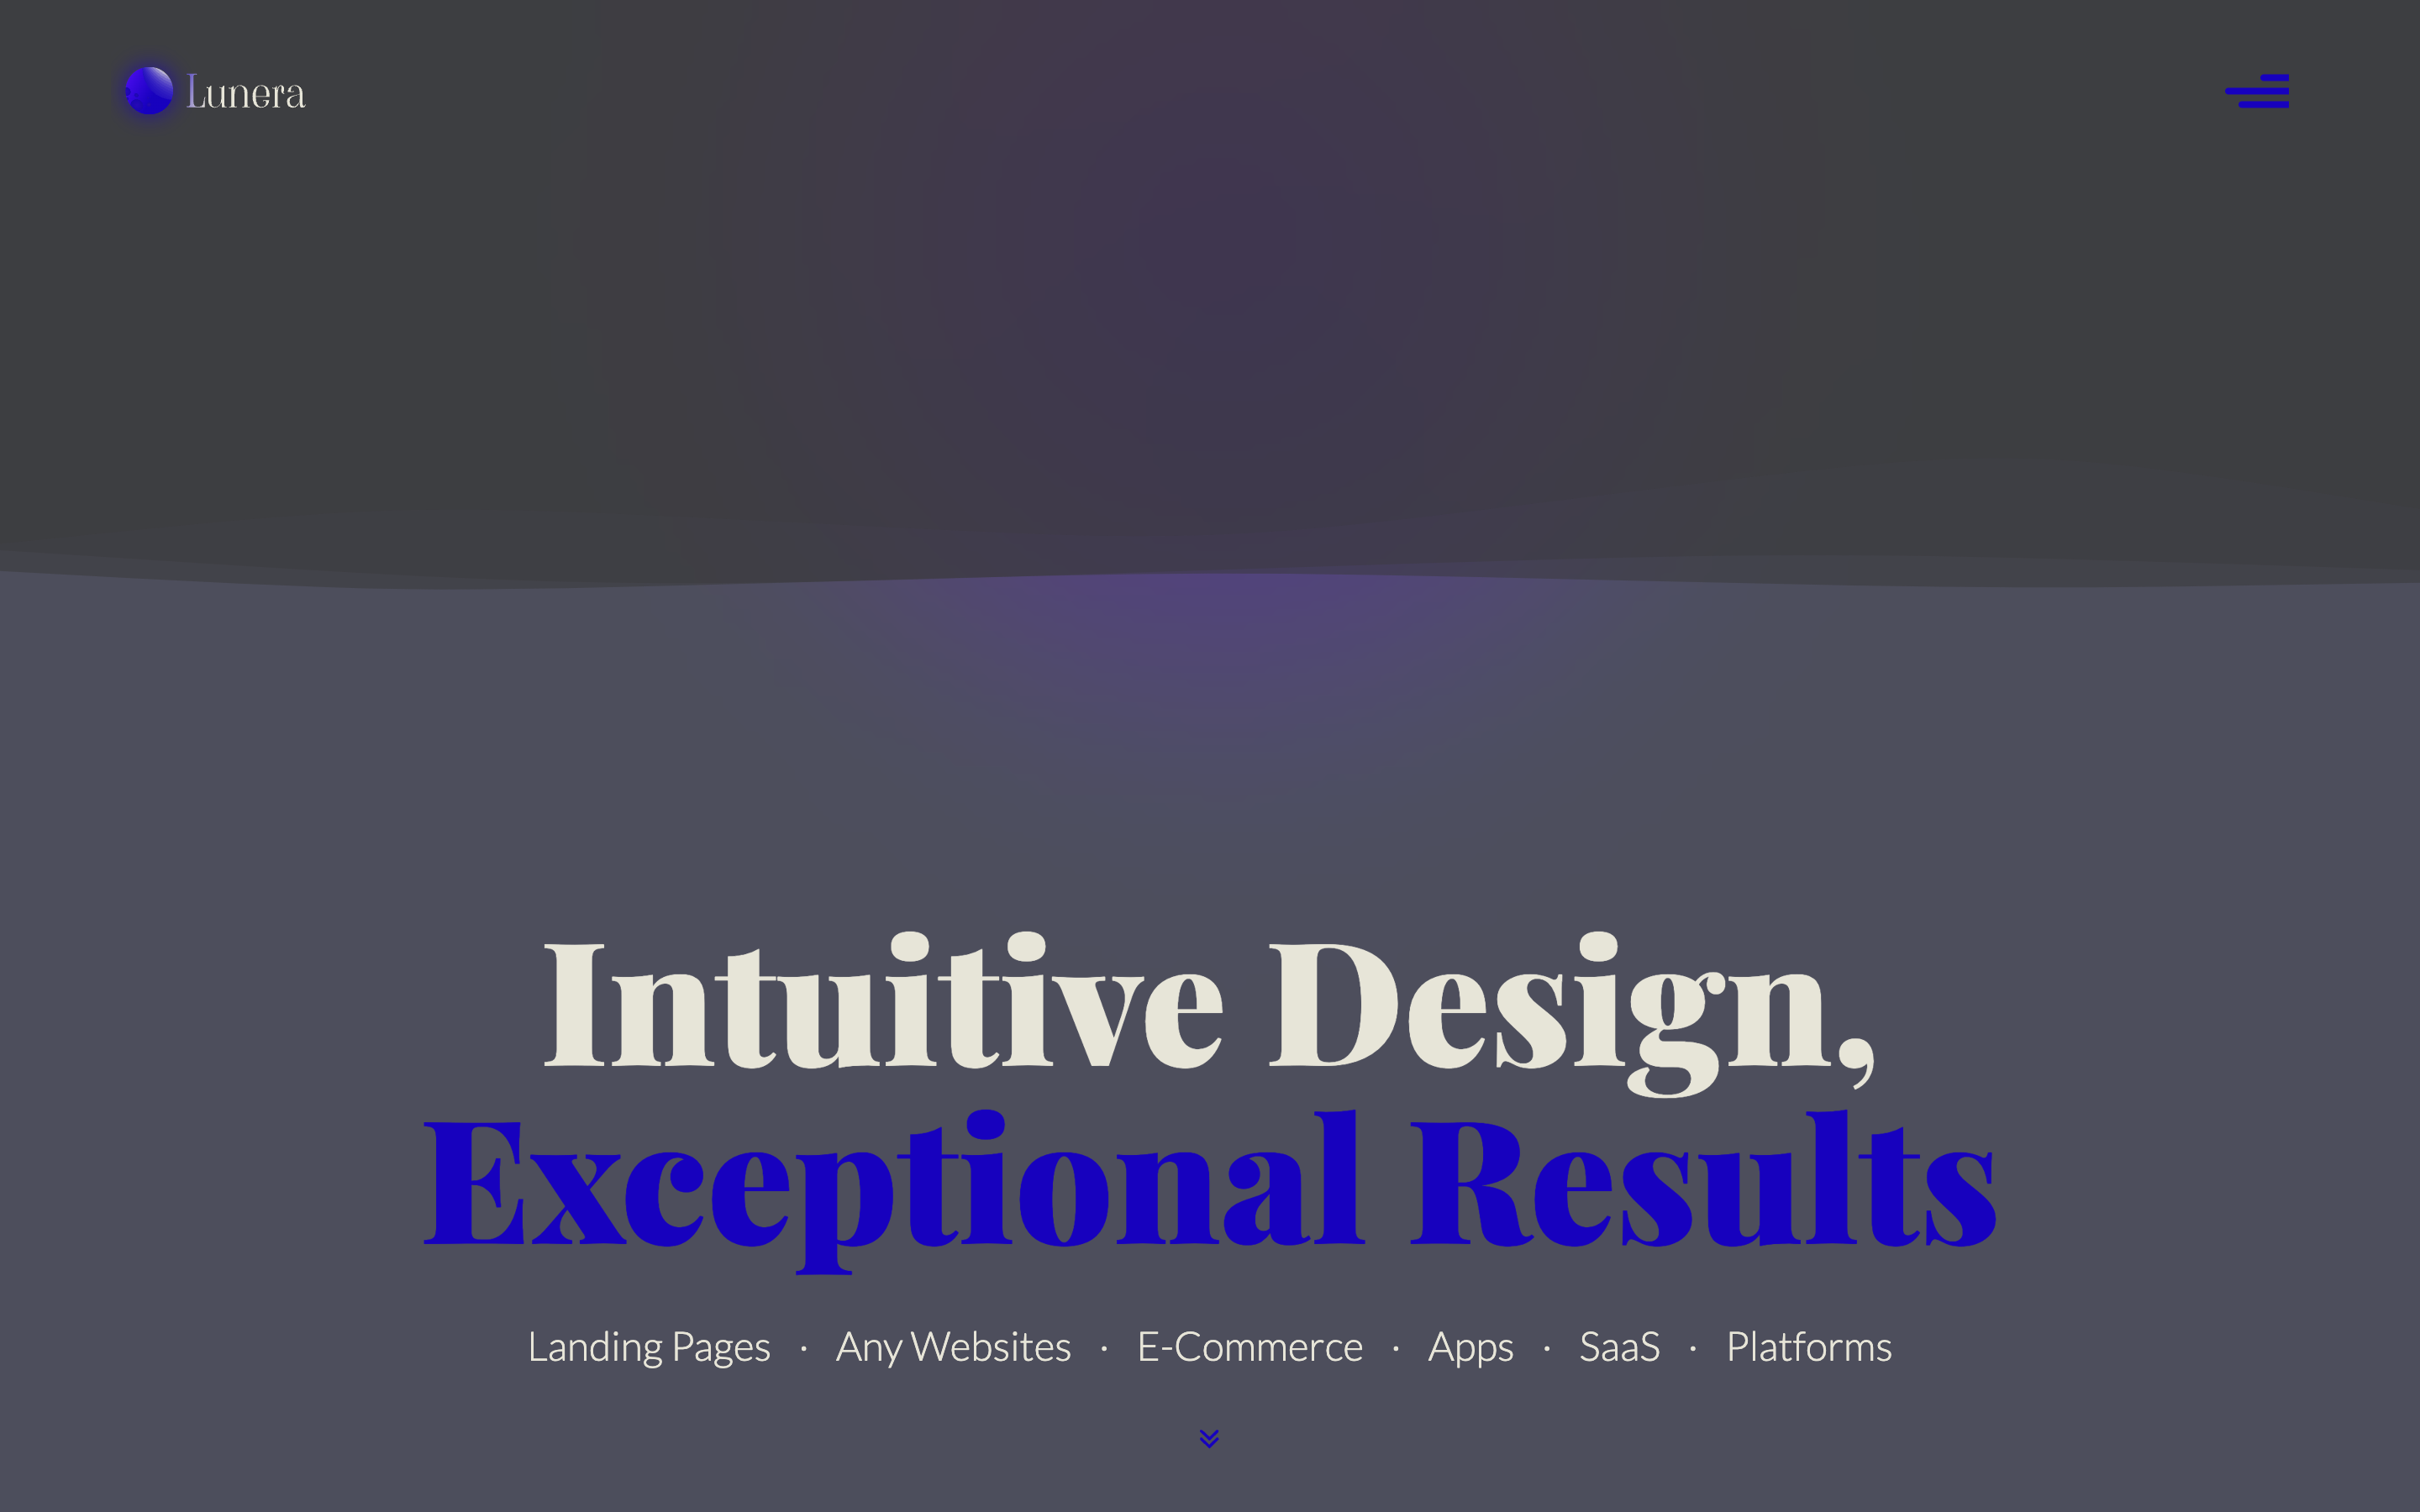 Lunera
Intuitive Design,
Exceptional Results
Landing Pages · Any Websites · E-Commerce · Apps · SaaS · Platforms